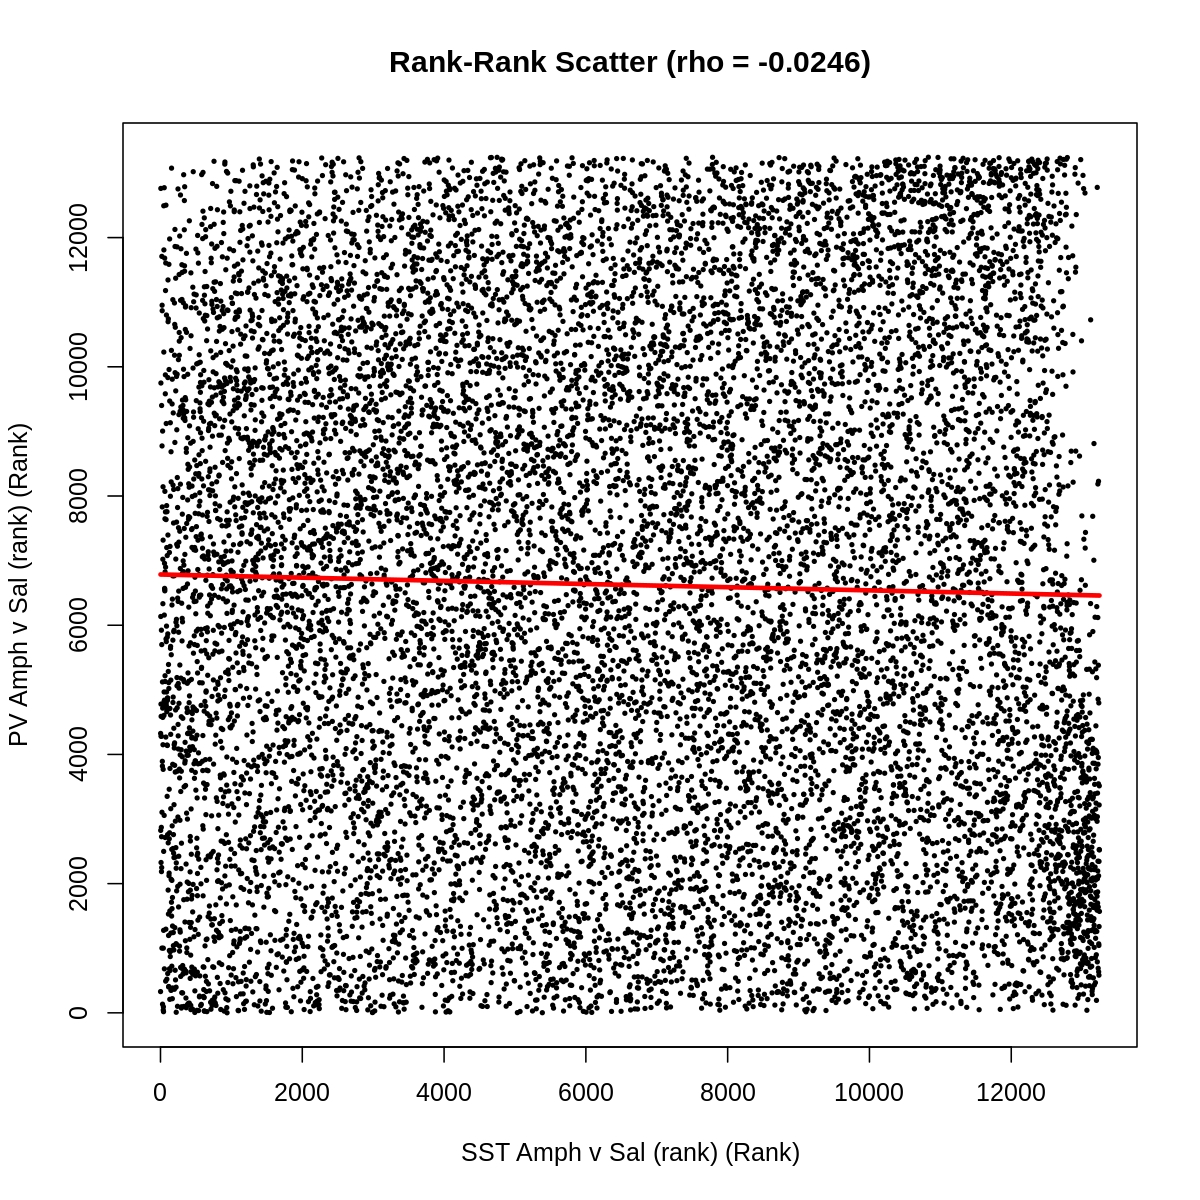 Rank-Rank Scatter (rho = -0.0246)
PV Amph v Sal (rank) (Rank)
12000
10000
8000
6000
4000
2000
0
0 2000 4000 6000 8000 10000 12000
SST Amph v Sal (rank) (Rank)